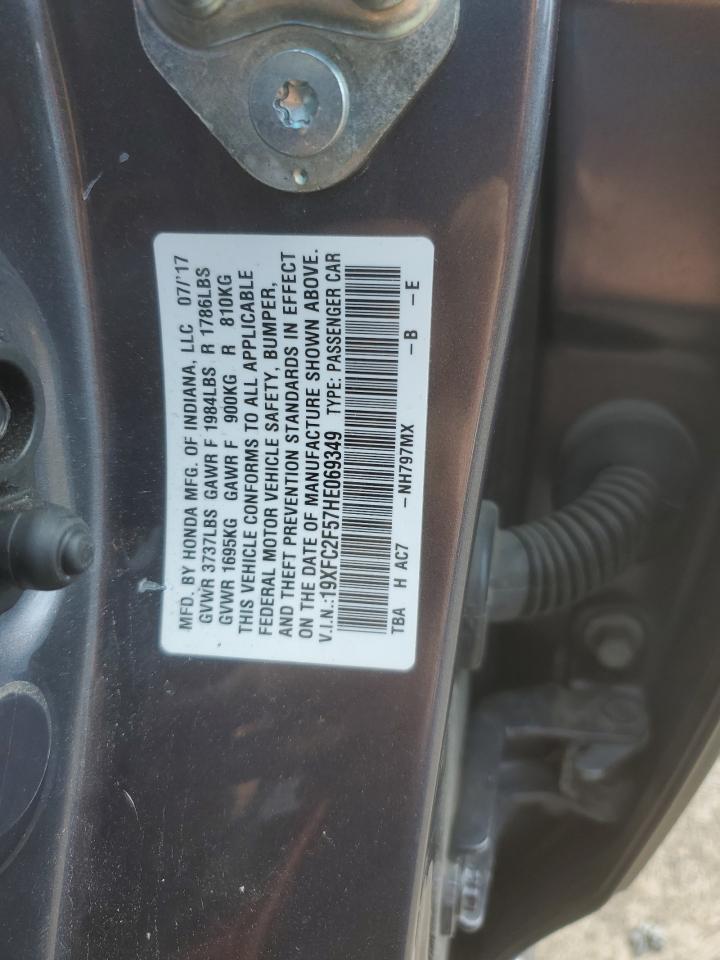 MFD. BY HONDA MFG. OF INDIANA, LLC 07/'17
GVWR 3737LBS GAWR F 1984LBS R 1786LBS
GVWR 1695KG GAWR F 900KG R 810KG
THIS VEHICLE CONFORMS TO ALL APPLICABLE
FEDERAL MOTOR VEHICLE SAFETY, BUMPER,
AND THEFT PREVENTION STANDARDS IN EFFECT
ON THE DATE OF MANUFACTURE SHOWN ABOVE.
V.I.N.:19XFC2F57HE069349 TYPE: PASSENGER CAR
TBA H AC7 -NH797MX -B -E